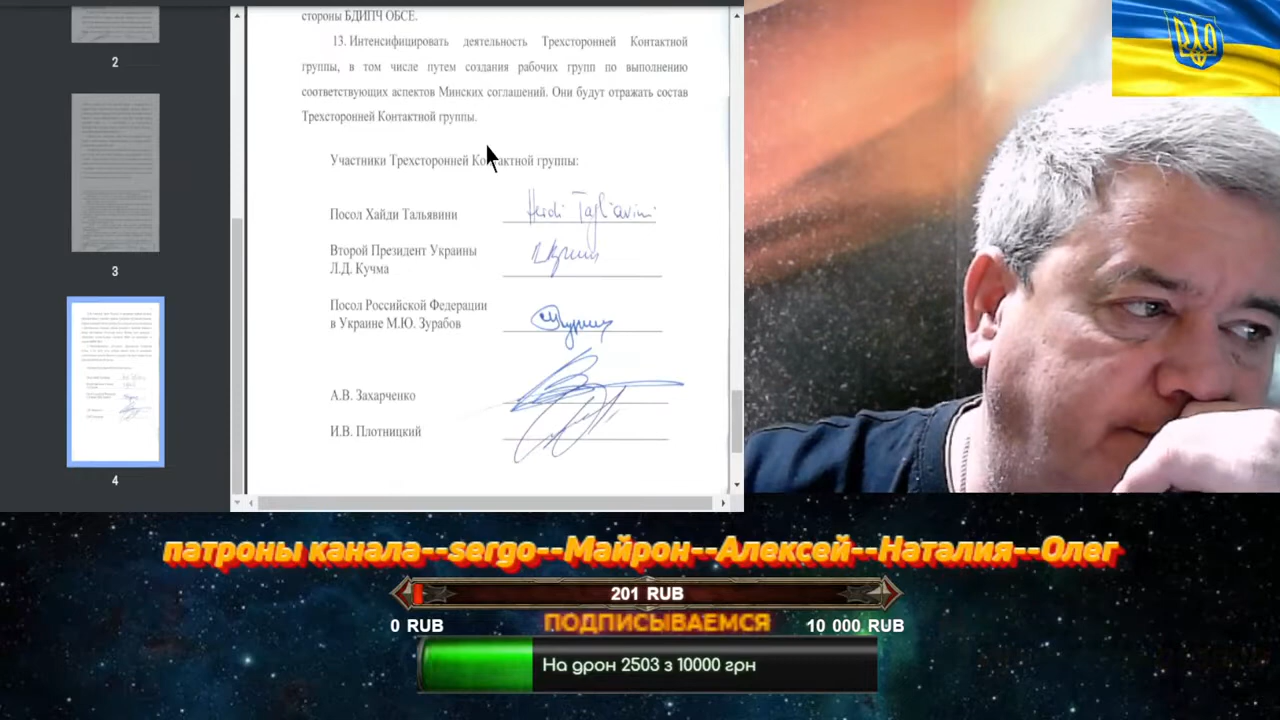 стороны БДИПЧ ОБСЕ.
13. Интенсифицировать деятельность Трехсторонней Контактной
группы, в том числе путем создания рабочих групп по выполнению
соответствующих аспектов Минских соглашений. Они будут отражать состав
Трехсторонней Контактной группы.
Участники Трехсторонней Контактной группы:
Посол Хайди Тальявини
Heidi Tagliavini
Второй Президент Украины
Л.Д. Кучма
Посол Российской Федерации
в Украине М.Ю. Зурабов
А.В. Захарченко
И.В. Плотницкий
2
3
4
патроны канала--sergo--Майрон--Алексей--Наталия--Олег
201 RUB
0 RUB
ПОДПИСЫВАЕМСЯ
10 000 RUB
На дрон 2503 з 10000 грн